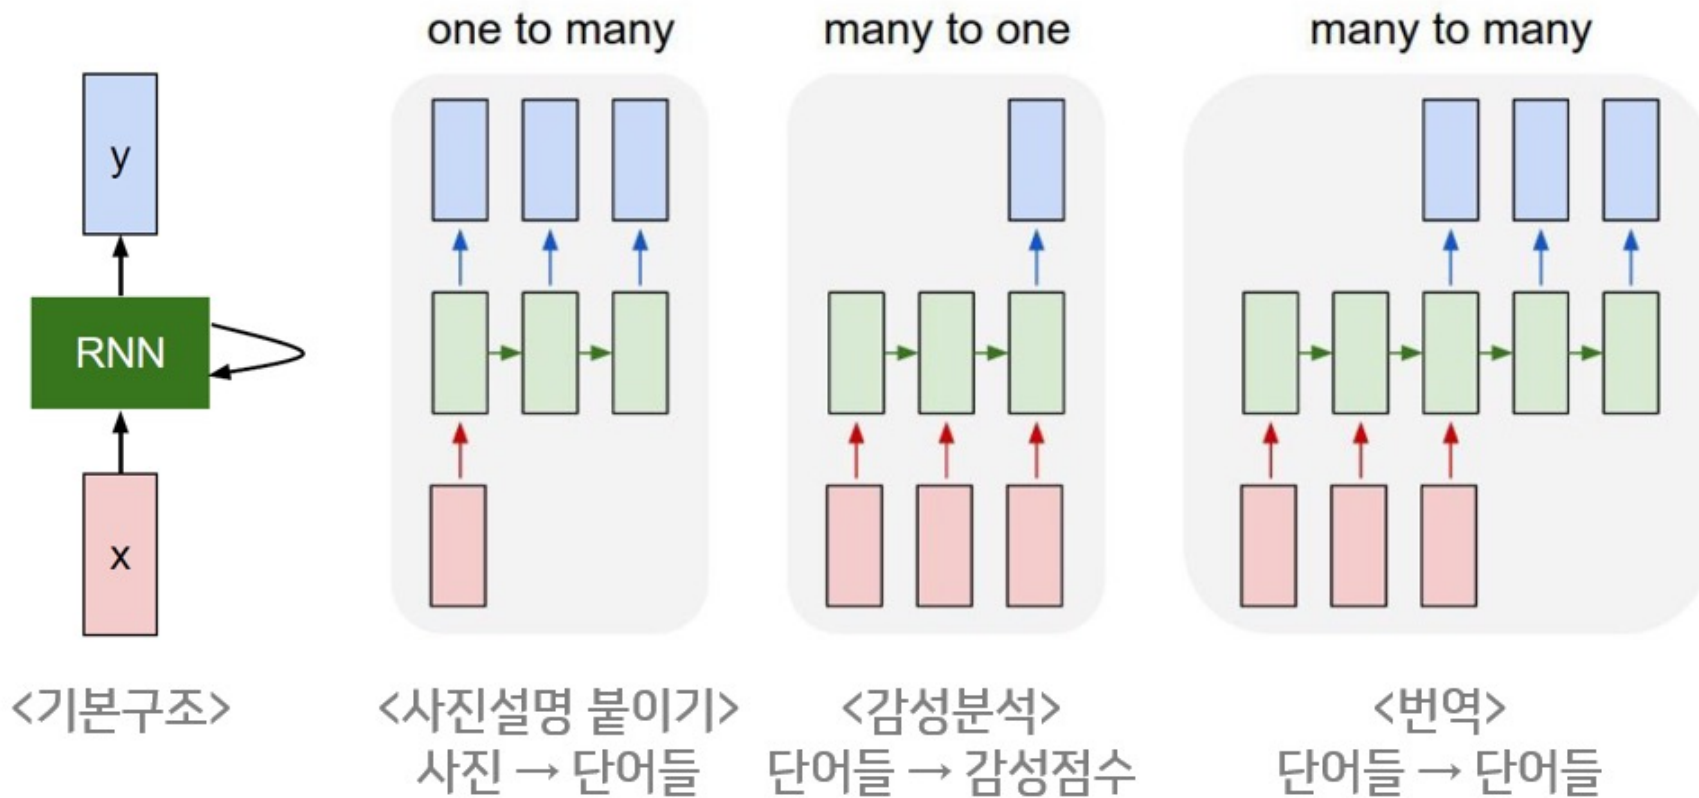 one to many
many to one
many to many
y
RNN
x
<기본구조>
<사진설명 붙이기>
사진 → 단어들
<감성분석>
단어들 → 감성점수
<번역>
단어들 → 단어들